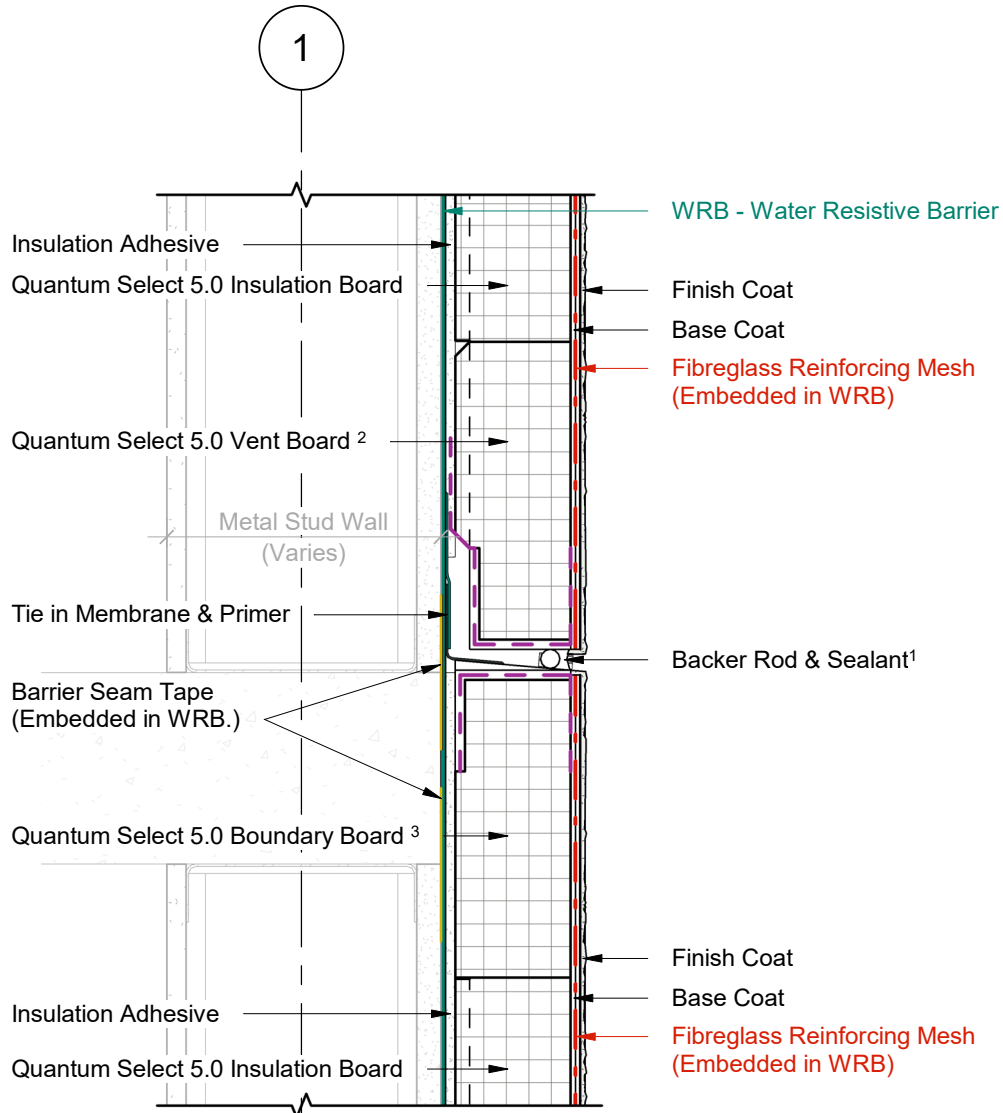 1
WRB - Water Resistive Barrier
Insulation Adhesive
Quantum Select 5.0 Insulation Board
Finish Coat
Base Coat
Fibreglass Reinforcing Mesh
(Embedded in WRB)
Quantum Select 5.0 Vent Board ²
Metal Stud Wall
(Varies)
Tie in Membrane & Primer
Backer Rod & Sealant¹
Barrier Seam Tape
(Embedded in WRB.)
Quantum Select 5.0 Boundary Board ³
Finish Coat
Base Coat
Insulation Adhesive
Fibreglass Reinforcing Mesh
(Embedded in WRB)
Quantum Select 5.0 Insulation Board